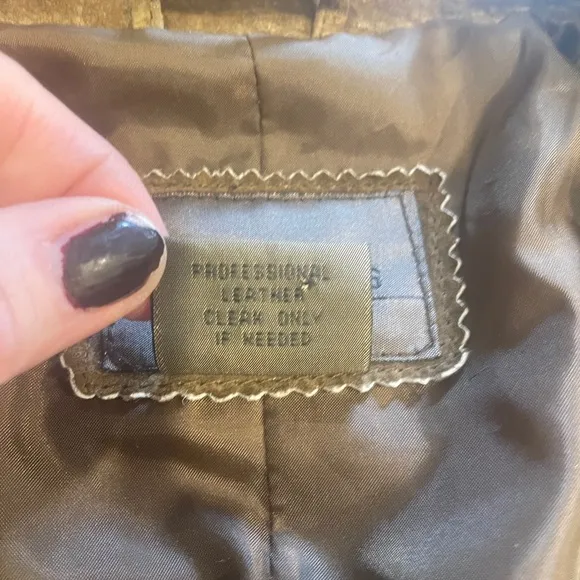 PROFESSIONAL
LEATHER
CLEAN ONLY
IF NEEDED
S